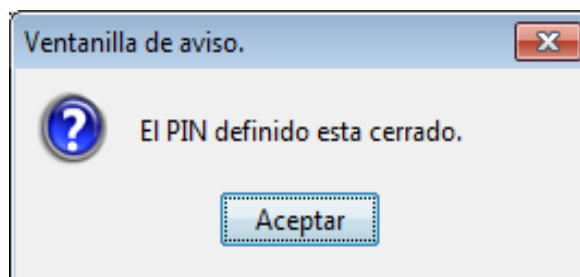 Ventanilla de aviso.
El PIN definido esta cerrado.
Aceptar